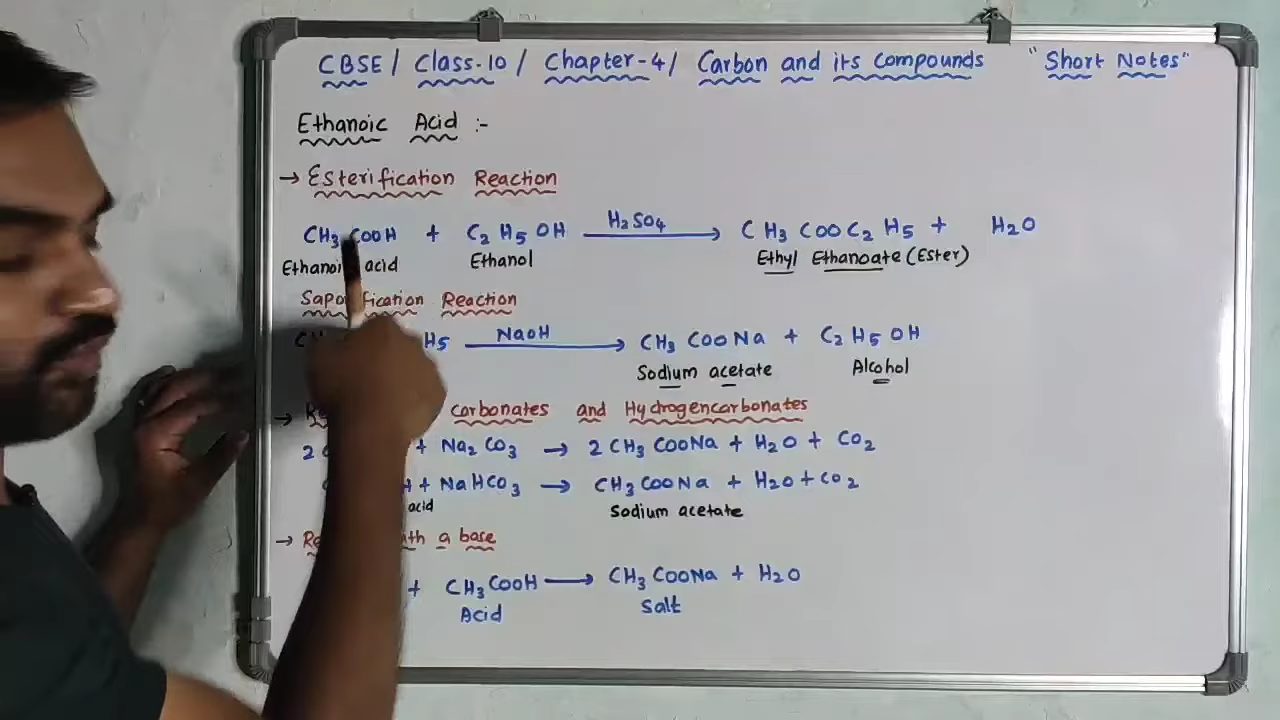 CBSE / Class-10 / Chapter-4 / Carbon and its compounds "Short Notes"
Ethanoic Acid :-
→ Esterification Reaction
CH3 COOH + C2 H5 OH H2SO4 → CH3 COOC2 H5 + H2O
Ethanoic acid Ethanol Ethyl Ethanoate (Ester)
Saponification Reaction
H5 NaOH → CH3 COONa + C2 H5 OH
Sodium acetate Alcohol
→ carbonates and Hydrogencarbonates
2 + Na2 CO3 → 2 CH3 COONa + H2O + CO2
+ NaHCO3 → CH3 COONa + H2O + CO2
acid Sodium acetate
→ with a base
+ CH3 COOH → CH3 COONa + H2O
Acid Salt